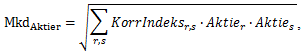 Mkd_Aktier = √(∑_{r,s} KorrIndeks_{r,s} · Aktie_r · Aktie_s ,